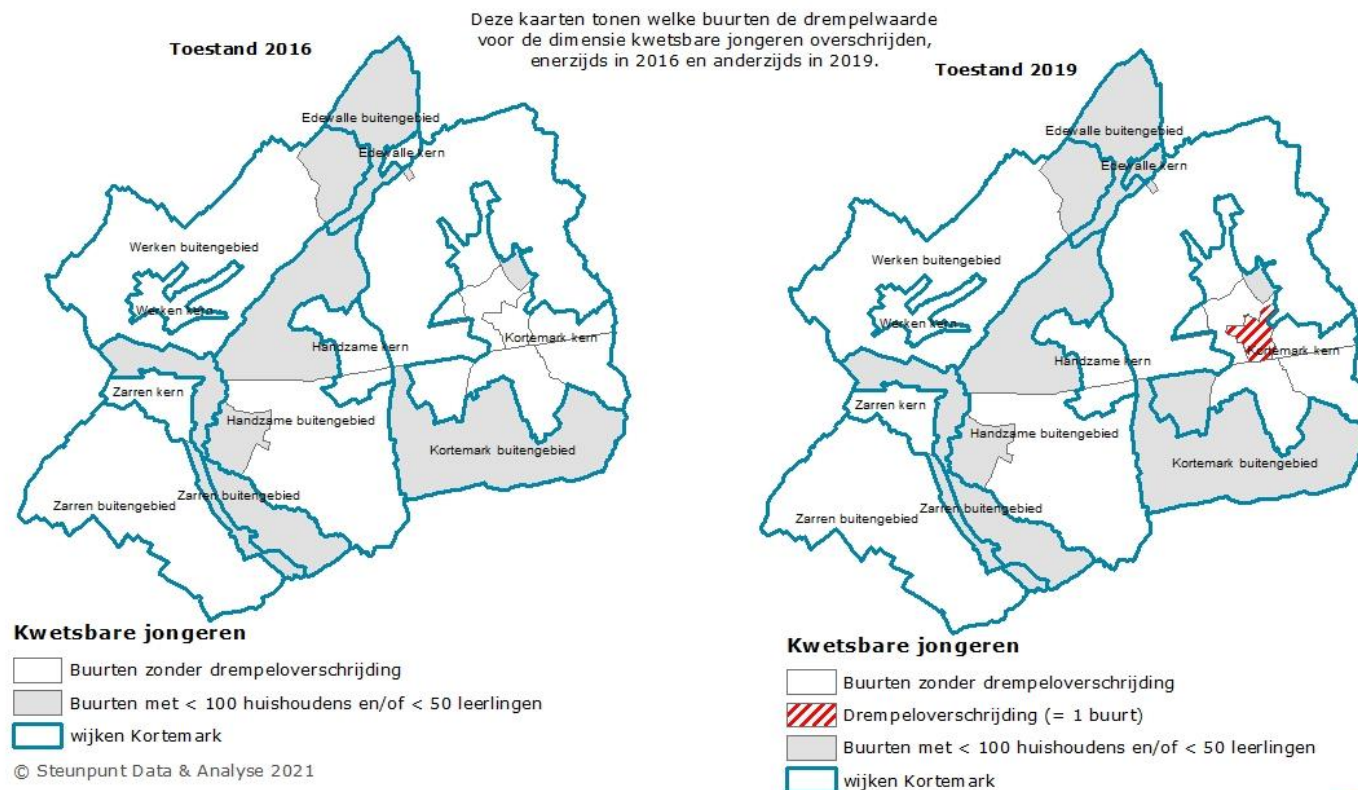 Deze kaarten tonen welke buurten de drempelwaarde
voor de dimensie kwetsbare jongeren overschrijden,
enerzijds in 2016 en anderzijds in 2019.
Toestand 2016
Edewalle buitengebied
Edewalle kern
Werken buitengebied
Werken kern
Kortemark kern
Handzame kern
Zarren kern
Handzame buitengebied
Kortemark buitengebied
Zarren buitengebied
Zarren buitengebied
Kwetsbare jongeren
Buurten zonder drempeloverschrijding
Buurten met < 100 huishoudens en/of < 50 leerlingen
wijken Kortemark
© Steunpunt Data & Analyse 2021
Toestand 2019
Edewalle buitengebied
Edewalle kern
Werken buitengebied
Werken kern
Kortemark kern
Handzame kern
Zarren kern
Handzame buitengebied
Kortemark buitengebied
Zarren buitengebied
Zarren buitengebied
Kwetsbare jongeren
Buurten zonder drempeloverschrijding
Drempeloverschrijding (= 1 buurt)
Buurten met < 100 huishoudens en/of < 50 leerlingen
wijken Kortemark